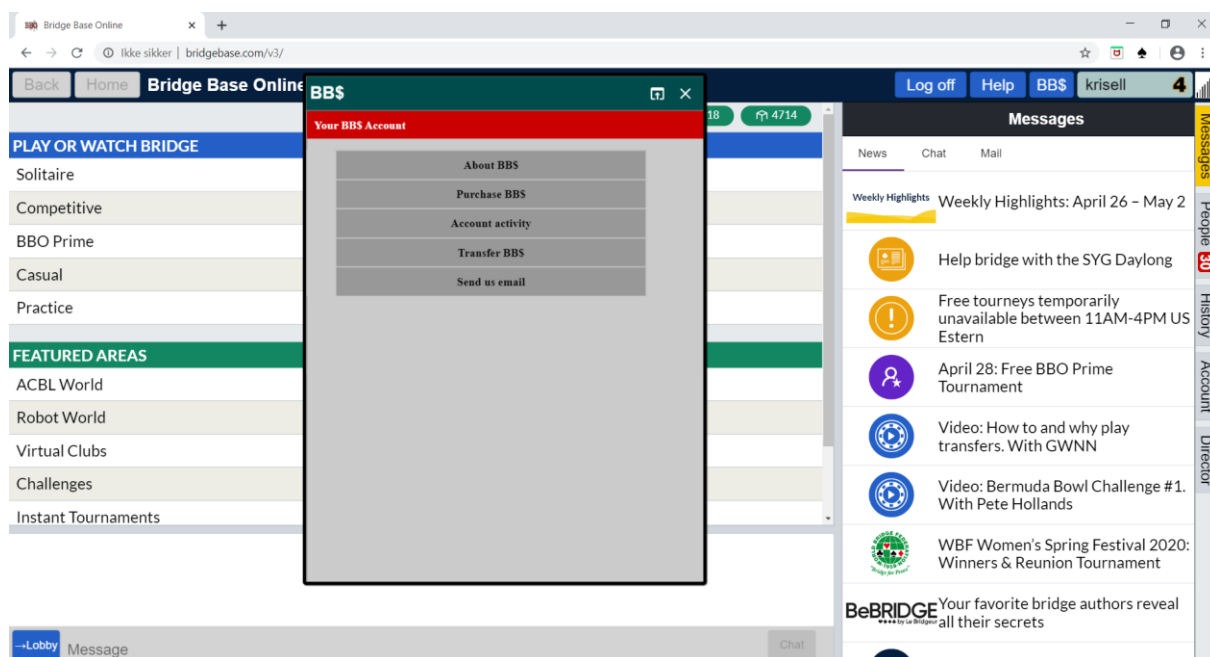 Bridge Base Online
Ikke sikker | bridgebase.com/v3/
Back Home Bridge Base Online
Log off Help BB$ krisell 4
BB$
Your BB$ Account
About BB$
Purchase BB$
Account activity
Transfer BB$
Send us email
18 4714
PLAY OR WATCH BRIDGE
Solitaire
Competitive
BBO Prime
Casual
Practice
FEATURED AREAS
ACBL World
Robot World
Virtual Clubs
Challenges
Instant Tournaments
→Lobby Message Chat
Messages
News Chat Mail
Weekly Highlights
Weekly Highlights: April 26 – May 2
Help bridge with the SYG Daylong
Free tourneys temporarily
unavailable between 11AM-4PM US
Estern
April 28: Free BBO Prime
Tournament
Video: How to and why play
transfers. With GWNN
Video: Bermuda Bowl Challenge #1.
With Pete Hollands
WBF Women's Spring Festival 2020:
Winners & Reunion Tournament
BeBRIDGE
by Le Bridgeur
Your favorite bridge authors reveal
all their secrets
Messages
People 30
History
Account
Director